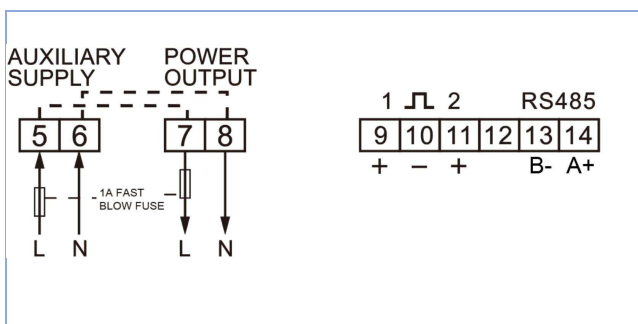 AUXILIARY SUPPLY
POWER OUTPUT
5 6
7 8
1A FAST
BLOW FUSE
L N
L N
1 2 RS485
9 10 11 12 13 14
+ − + B- A+